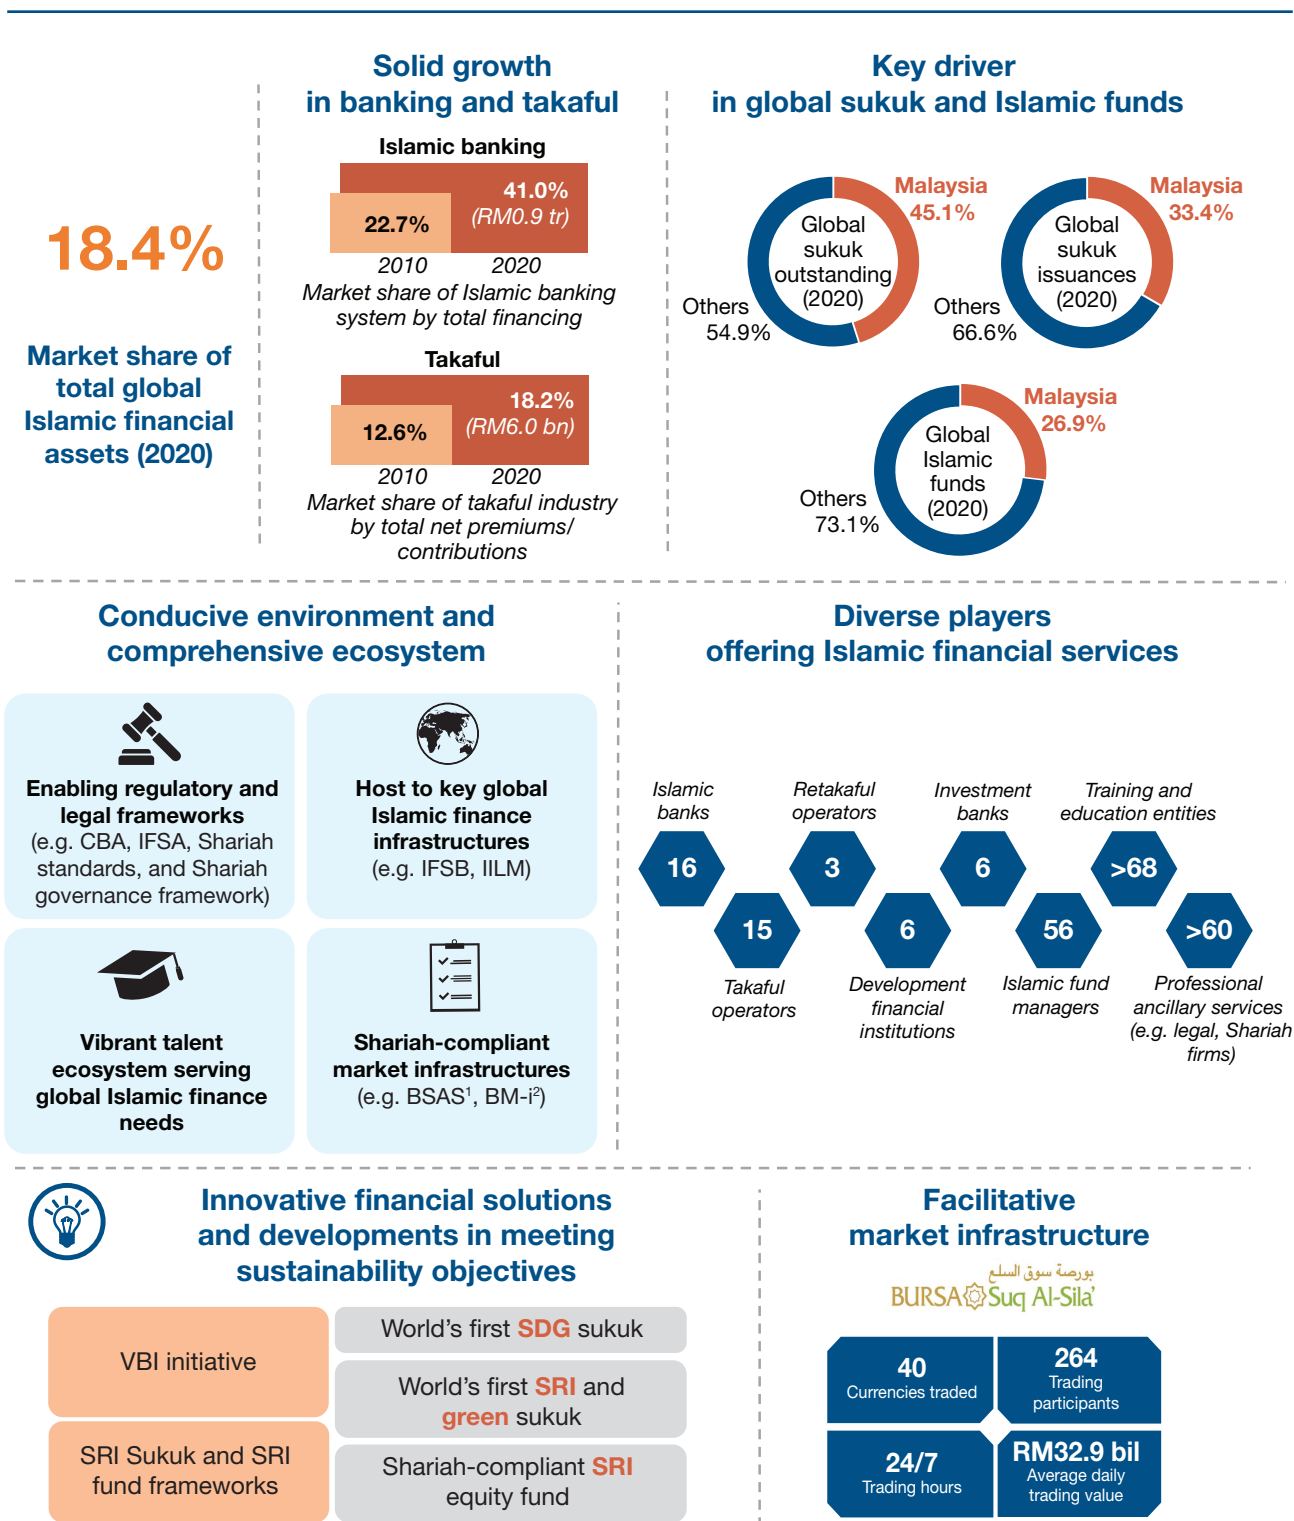 18.4%
Market share of
total global
Islamic financial
assets (2020)
Solid growth
in banking and takaful
Islamic banking
22.7%
41.0%
(RM0.9 tr)
2010
2020
Market share of Islamic banking
system by total financing
Takaful
12.6%
18.2%
(RM6.0 bn)
2010
2020
Market share of takaful industry
by total net premiums/
contributions
Key driver
in global sukuk and Islamic funds
Global
sukuk
outstanding
(2020)
Malaysia
45.1%
Others
54.9%
Global
sukuk
issuances
(2020)
Malaysia
33.4%
Others
66.6%
Global
Islamic
funds
(2020)
Malaysia
26.9%
Others
73.1%
Conducive environment and
comprehensive ecosystem
Enabling regulatory and
legal frameworks
(e.g. CBA, IFSA, Shariah
standards, and Shariah
governance framework)
Host to key global
Islamic finance
infrastructures
(e.g. IFSB, IILM)
Vibrant talent
ecosystem serving
global Islamic finance
needs
Shariah-compliant
market infrastructures
(e.g. BSAS¹, BM-i²)
Diverse players
offering Islamic financial services
Islamic
banks
16
15
Takaful
operators
Retakaful
operators
3
6
Development
financial
institutions
Investment
banks
6
56
Islamic fund
managers
Training and
education entities
>68
>60
Professional
ancillary services
(e.g. legal, Shariah
firms)
Innovative financial solutions
and developments in meeting
sustainability objectives
VBI initiative
SRI Sukuk and SRI
fund frameworks
World's first SDG sukuk
World's first SRI and
green sukuk
Shariah-compliant SRI
equity fund
Facilitative
market infrastructure
بورصة سوق السلع
BURSA Suq Al-Sila'
40
Currencies traded
264
Trading
participants
24/7
Trading hours
RM32.9 bil
Average daily
trading value